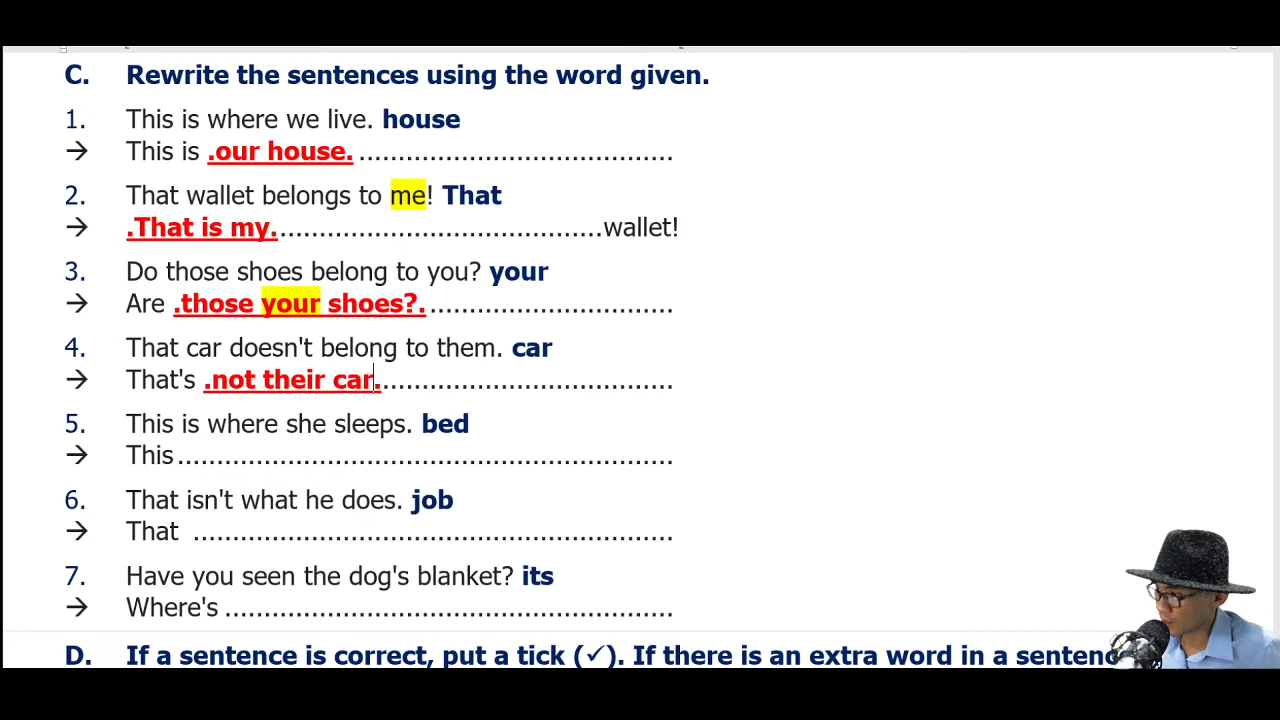 C. Rewrite the sentences using the word given.
1. This is where we live. house
→ This is .our house. ........................................
2. That wallet belongs to me! That
→ .That is my. .........................................wallet!
3. Do those shoes belong to you? your
→ Are .those your shoes?. ...............................
4. That car doesn't belong to them. car
→ That's .not their car. .....................................
5. This is where she sleeps. bed
→ This ...............................................................
6. That isn't what he does. job
→ That .............................................................
7. Have you seen the dog's blanket? its
→ Where's .........................................................
D. If a sentence is correct, put a tick (✓). If there is an extra word in a sentenc